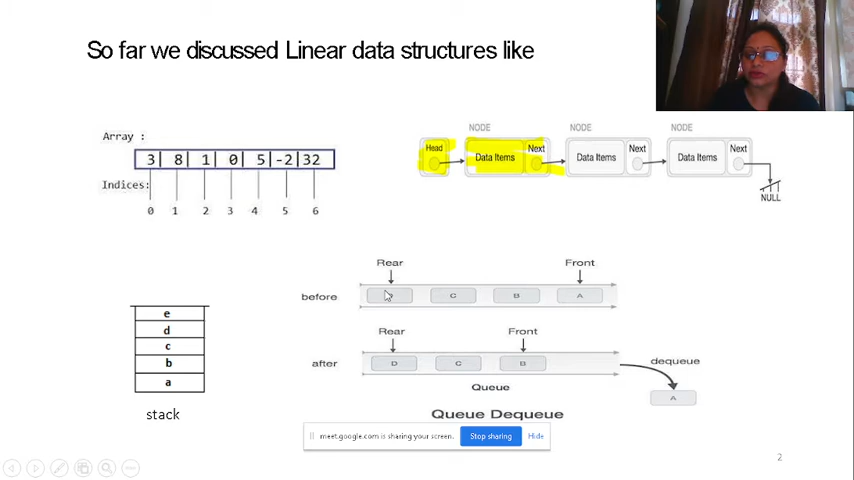 So far we discussed Linear data structures like
Array :
3| 8| 1| 0| 5|-2|32
Indices:
0 1 2 3 4 5 6
NODE NODE NODE
Head Data Items Next Data Items Next Data Items Next
NULL
Rear Front
before C B A
Rear Front
after D C B dequeue
Queue A
Queue Dequeue
e
d
c
b
a
stack
meet.google.com is sharing your screen. Stop sharing Hide
2